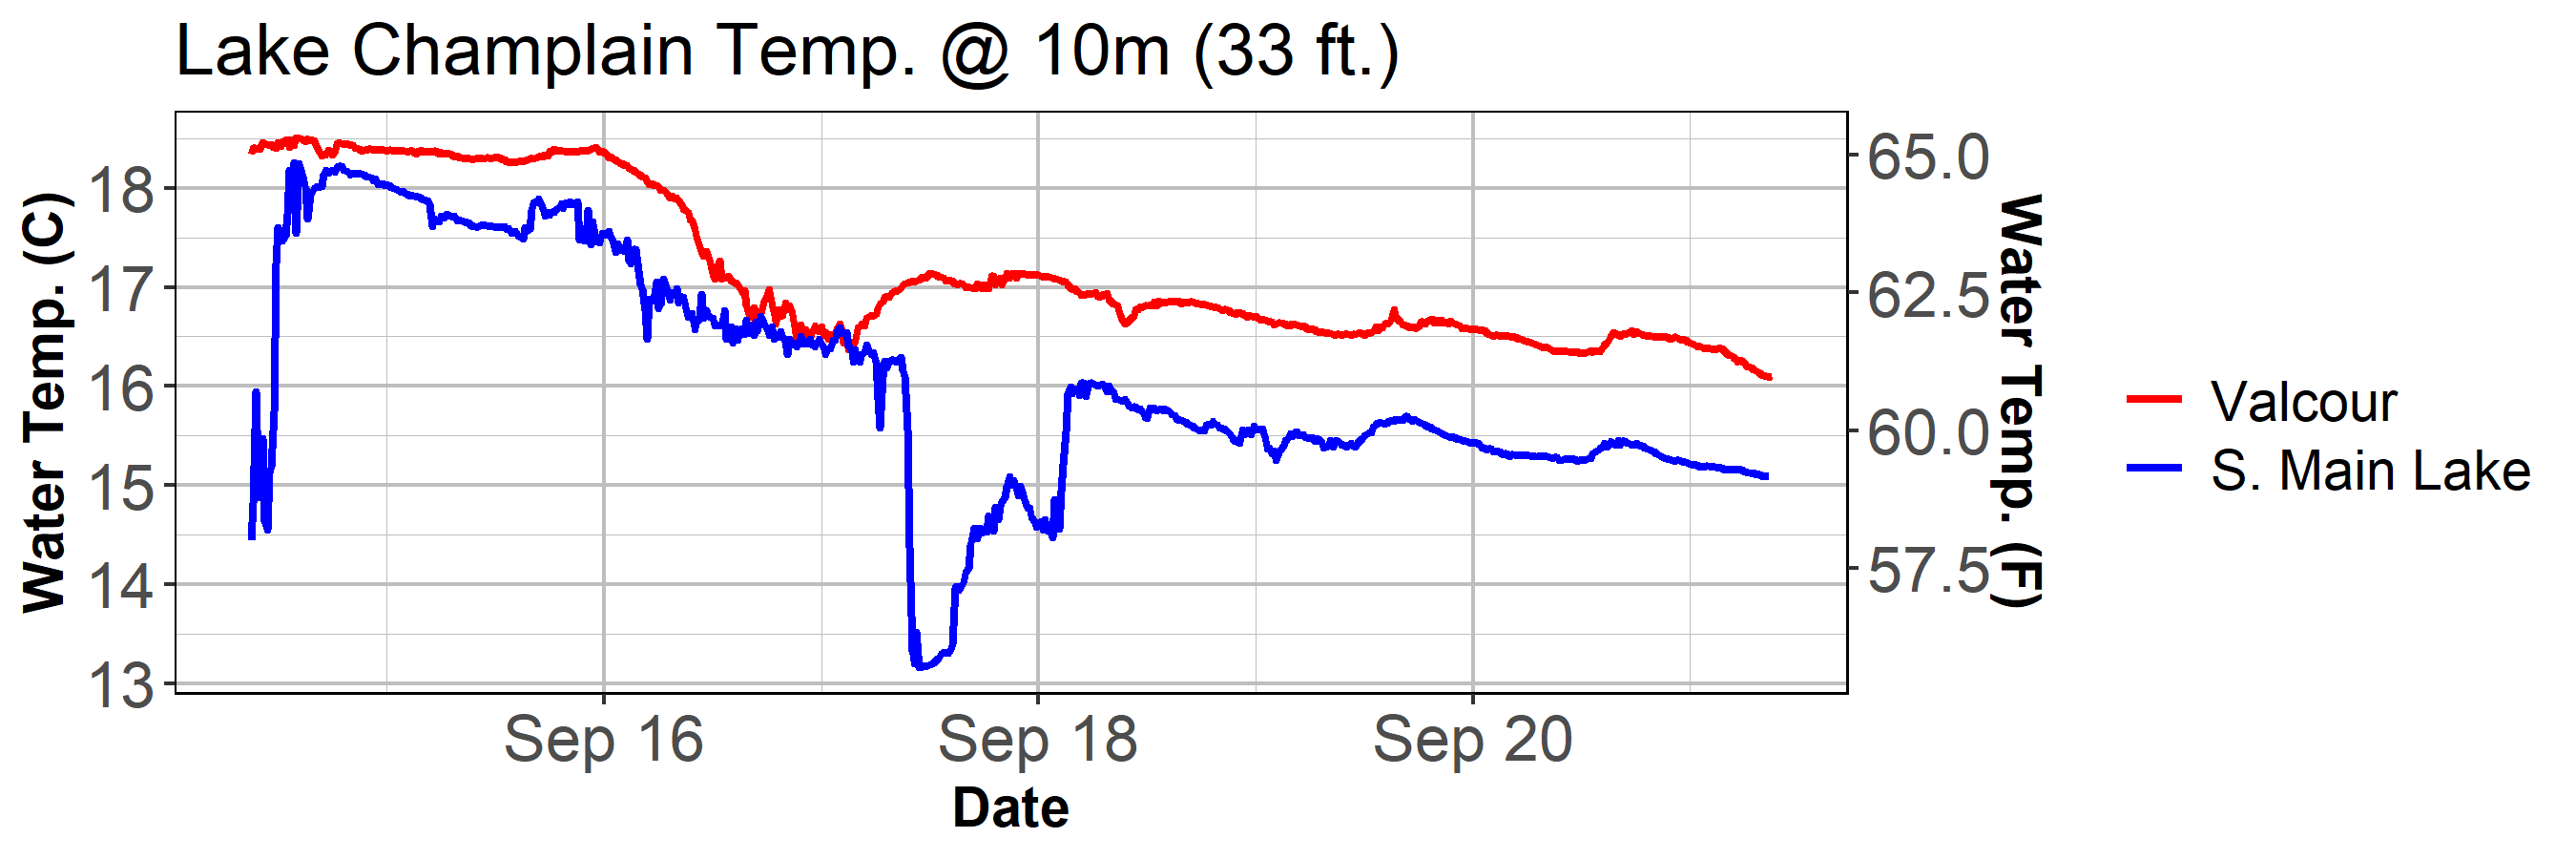 Lake Champlain Temp. @ 10m (33 ft.)
Water Temp. (C)
18
17
16
15
14
13
65.0
62.5
60.0
57.5
Water Temp. (F)
Sep 16 Sep 18 Sep 20
Date
Valcour
S. Main Lake